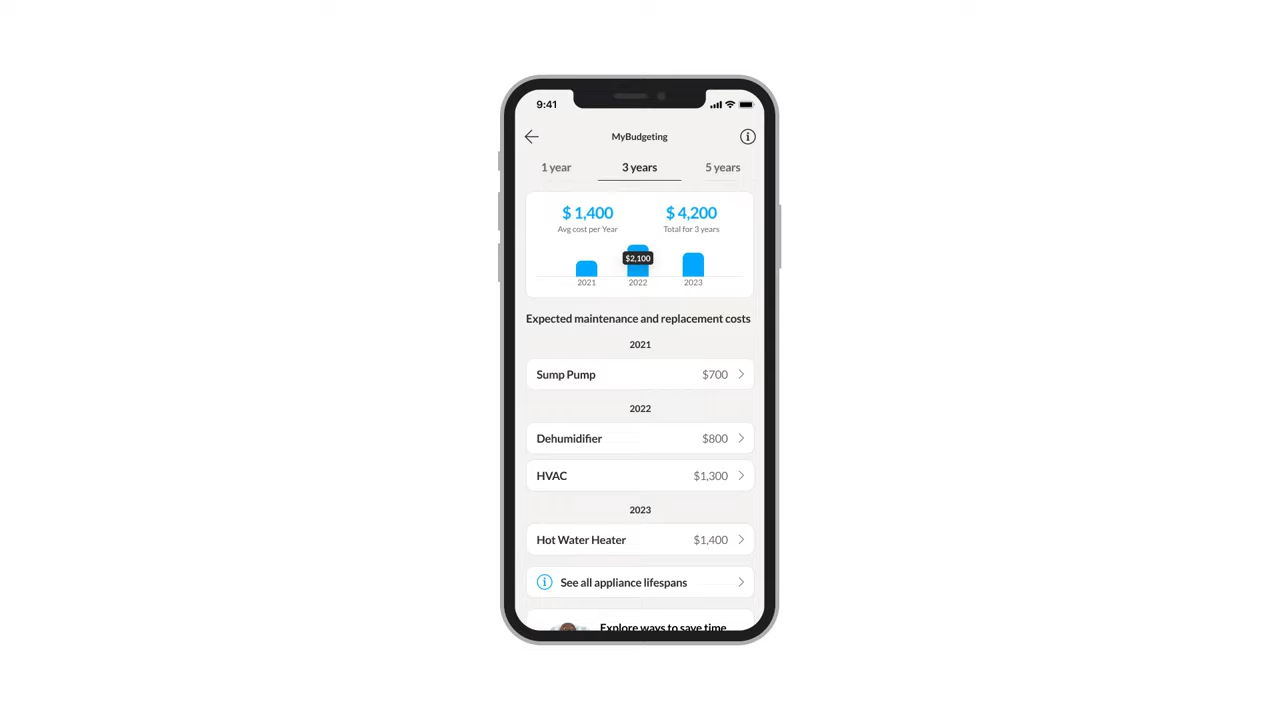 9:41
MyBudgeting
1 year 3 years 5 years
$ 1,400 $ 4,200
Avg cost per Year Total for 3 years
$2,100
2021 2022 2023
Expected maintenance and replacement costs
2021
Sump Pump $700
2022
Dehumidifier $800
HVAC $1,300
2023
Hot Water Heater $1,400
See all appliance lifespans
Explore ways to save time